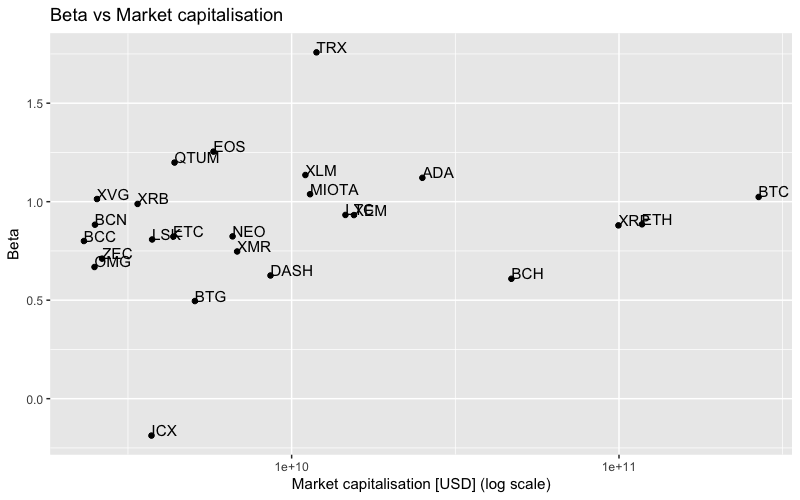 Beta vs Market capitalisation
TRX
1.5
EOS
QTUM
XLM
ADA
MIOTA
BTC
XVG
XRB
1.0
LTC
XEM
BCN
XRP
ETH
LSK
ETC
NEO
BCC
XMR
ZEC
OMG
DASH
BCH
BTG
0.5
0.0
ICX
Beta
1e+10
1e+11
Market capitalisation [USD] (log scale)